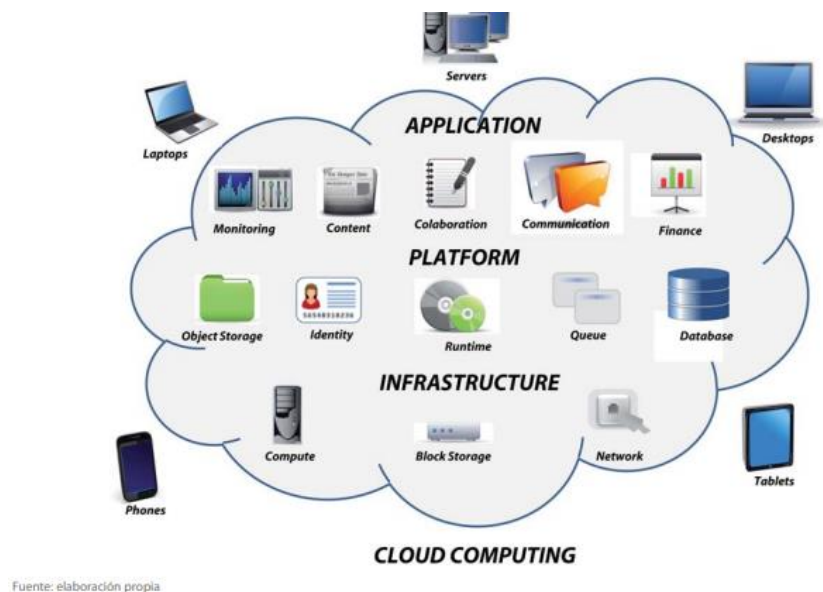 Servers
APPLICATION
Laptops
Desktops
Monitoring
Content
Colaboration
Communication
Finance
PLATFORM
Object Storage
Identity
Runtime
Queue
Database
INFRASTRUCTURE
Compute
Block Storage
Network
Phones
Tablets
CLOUD COMPUTING
Fuente: elaboración propia